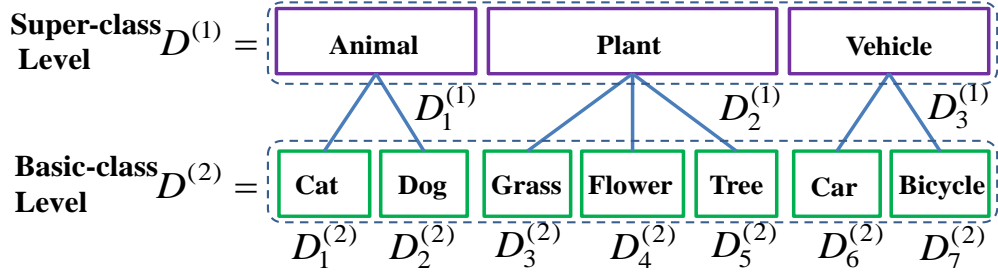 Super-class Level D^{(1)} = Animal Plant Vehicle
D_1^{(1)} D_2^{(1)} D_3^{(1)}
Basic-class Level D^{(2)} = Cat Dog Grass Flower Tree Car Bicycle
D_1^{(2)} D_2^{(2)} D_3^{(2)} D_4^{(2)} D_5^{(2)} D_6^{(2)} D_7^{(2)}